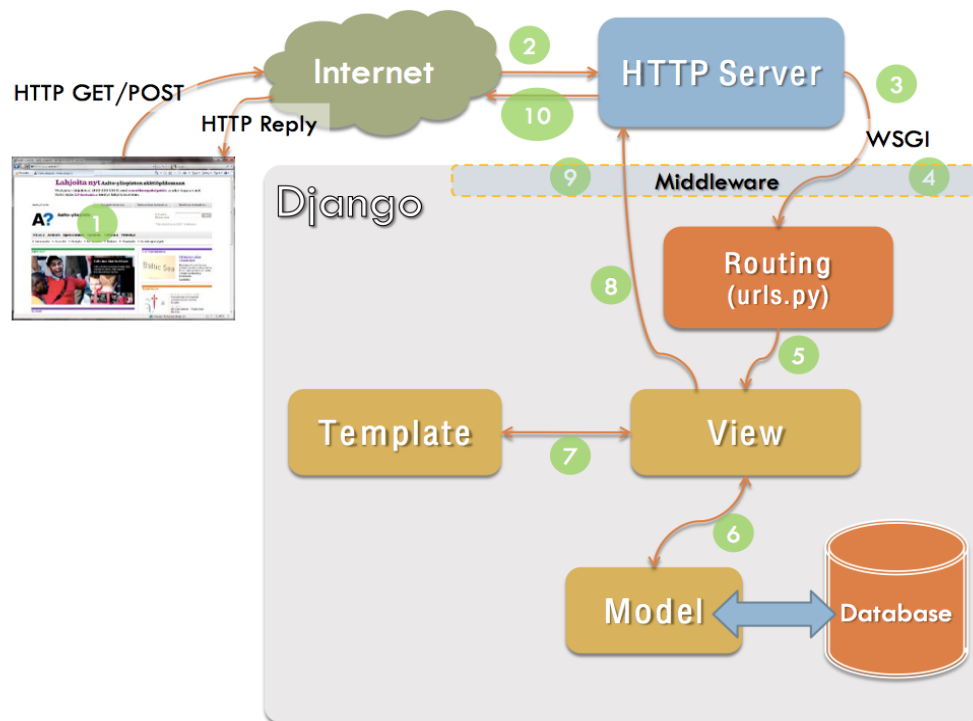 Internet
2
HTTP Server
HTTP GET/POST
10
3
HTTP Reply
WSGI
Lahjoita nyt
A?
1
9
Middleware
4
Django
Routing
(urls.py)
8
5
Template
7
View
6
Model
Database